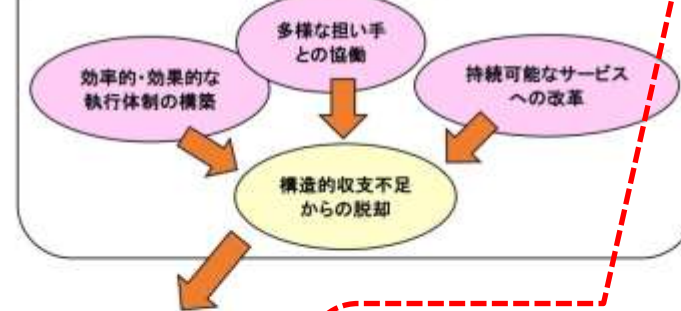 多様な担い手
との協働
効率的・効果的な
執行体制の構築
持続可能なサービス
への改革
構造的収支不足
からの脱却